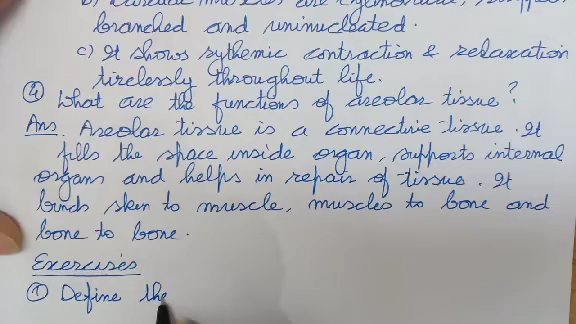 branched and uninucleated.
c) It shows rythemic contraction & relaxation
tirelessly throughout life.
④ What are the functions of areolar tissue?
Ans. Areolar tissue is a connective tissue. It
fills the space inside organ, supports internal
organs and helps in repair of tissue. It
binds skin to muscle, muscles to bone and
bone to bone.
Exercises
① Define the